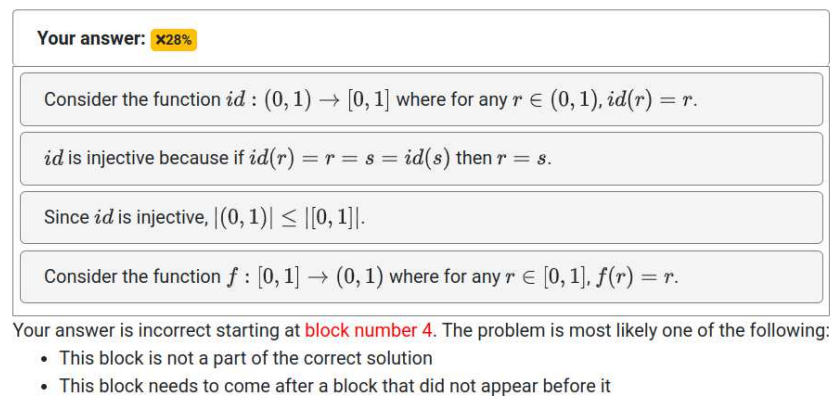 Your answer: ×28%
Consider the function id : (0, 1) → [0, 1] where for any r ∈ (0, 1), id(r) = r.
id is injective because if id(r) = r = s = id(s) then r = s.
Since id is injective, |(0, 1)| ≤ |[0, 1]|.
Consider the function f : [0, 1] → (0, 1) where for any r ∈ [0, 1], f(r) = r.
Your answer is incorrect starting at block number 4. The problem is most likely one of the following:
• This block is not a part of the correct solution
• This block needs to come after a block that did not appear before it